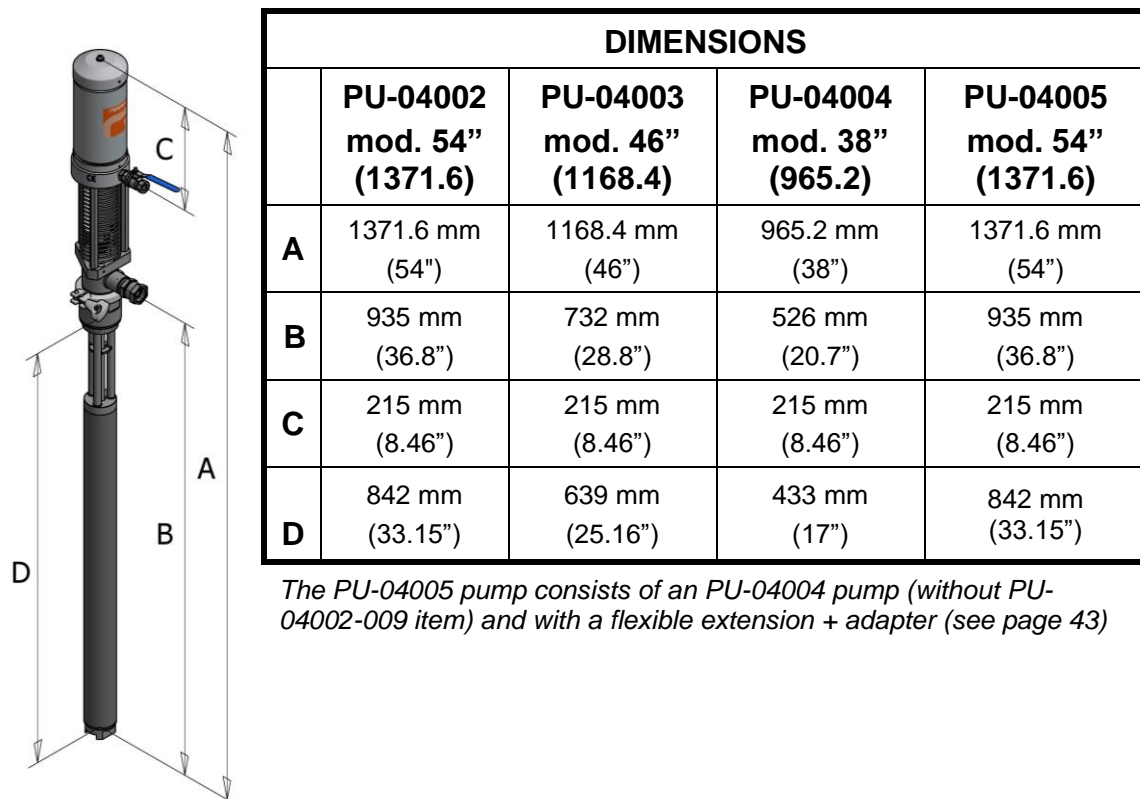 DIMENSIONS
PU-04002 PU-04003 PU-04004 PU-04005
mod. 54” mod. 46” mod. 38” mod. 54”
(1371.6) (1168.4) (965.2) (1371.6)
A 1371.6 mm 1168.4 mm 965.2 mm 1371.6 mm
(54") (46”) (38”) (54”)
B 935 mm 732 mm 526 mm 935 mm
(36.8”) (28.8”) (20.7”) (36.8”)
C 215 mm 215 mm 215 mm 215 mm
(8.46”) (8.46”) (8.46”) (8.46”)
D 842 mm 639 mm 433 mm 842 mm
(33.15”) (25.16”) (17”) (33.15”)
The PU-04005 pump consists of an PU-04004 pump (without PU-
04002-009 item) and with a flexible extension + adapter (see page 43)
C
A
B
D
CE